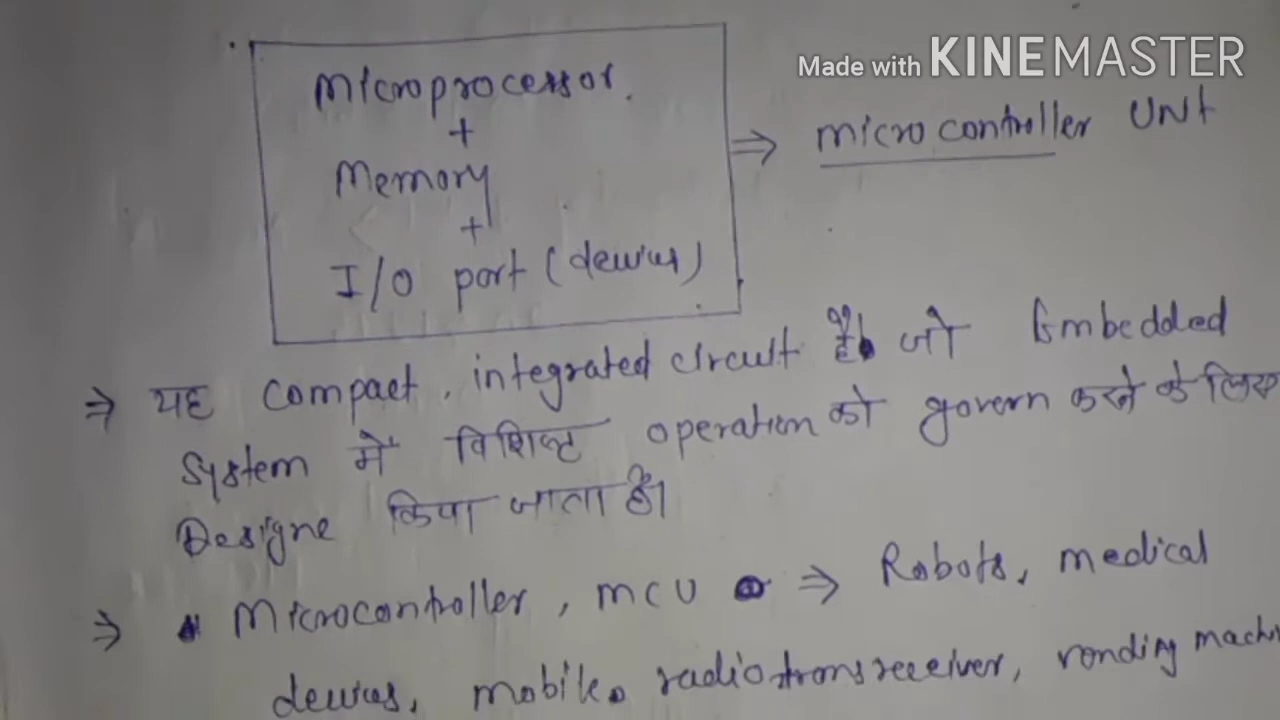 Made with KINEMASTER
Microprocessor
+
Memory
+
I/O port (devices)
⇒ microcontroller UNIt
⇒ यह compact, integrated circuit है। जो Embedded
System में विशिष्ट operation को govern करने के लिए
Designe किया जाता है।
⇒ Microcontroller, MCU ⇒ Robots, medical
devices, mobile, radio transreceiver, vending machi